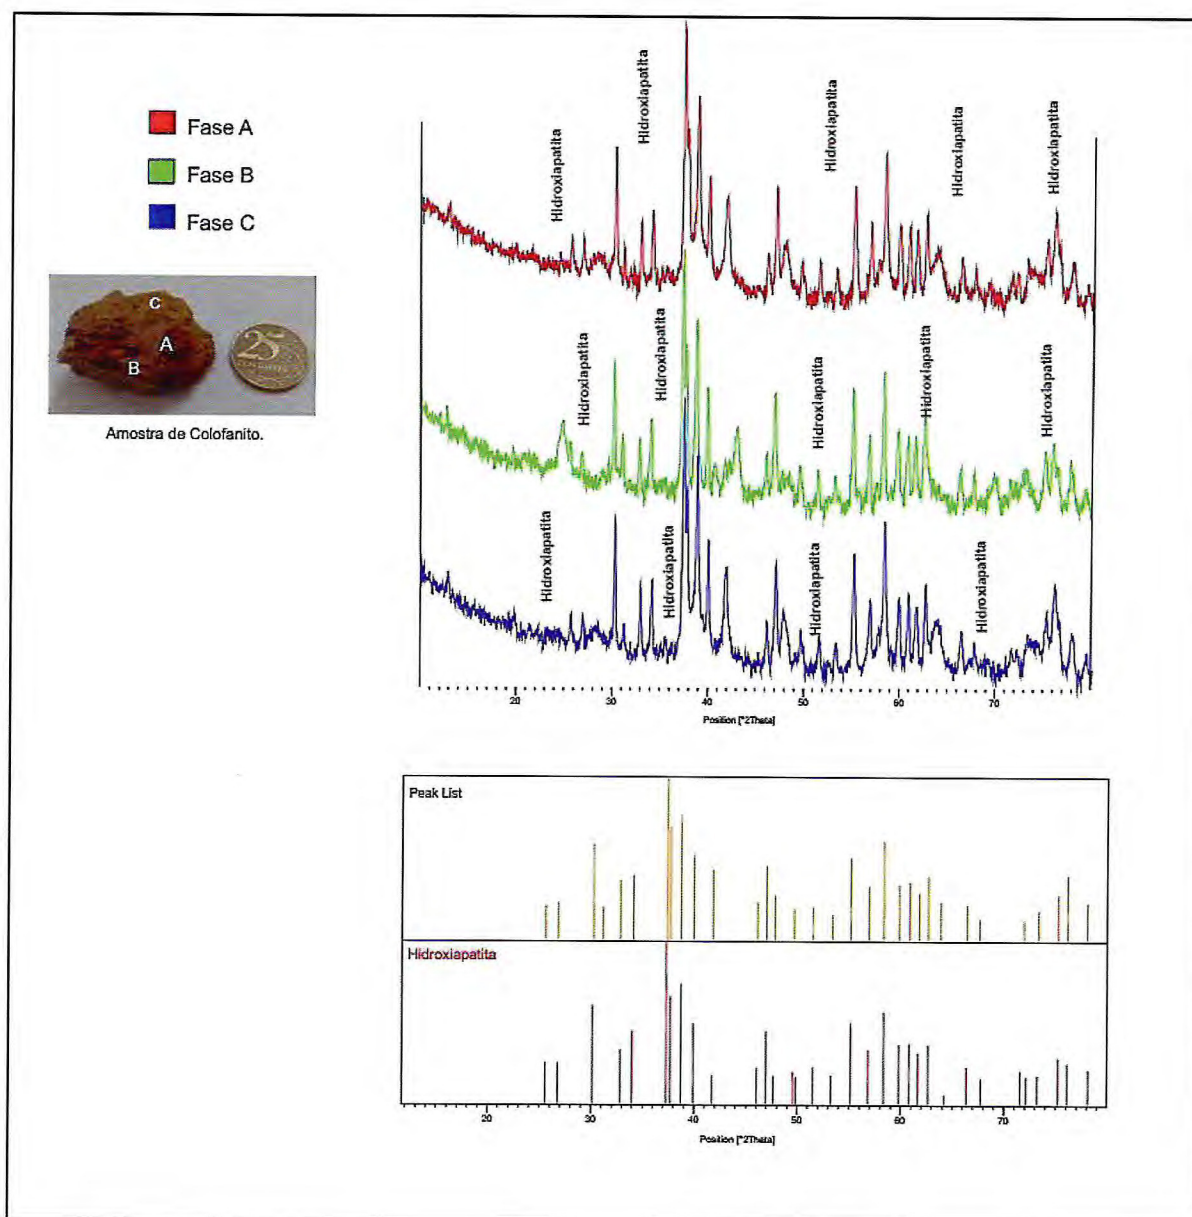 Fase A
Fase B
Fase C
C
A
B
25
Amostra de Colofanito.
Hidroxiapatita
Hidroxiapatita
Hidroxiapatita
Hidroxiapatita
Hidroxiapatita
Hidroxiapatita
Hidroxiapatita
Hidroxiapatita
Hidroxiapatita
Hidroxiapatita
Hidroxiapatita
Hidroxiapatita
Hidroxiapatita
Hidroxiapatita
20 30 40 50 60 70
Position [°2Theta]
Peak List
Hidroxiapatita
20 30 40 50 60 70
Position [°2Theta]